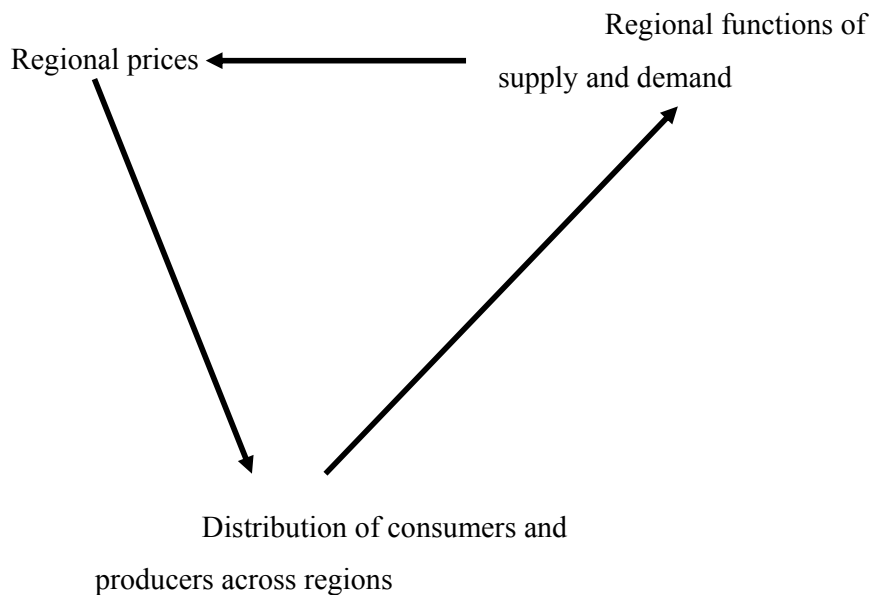 Regional functions of
supply and demand
Regional prices
Distribution of consumers and
producers across regions